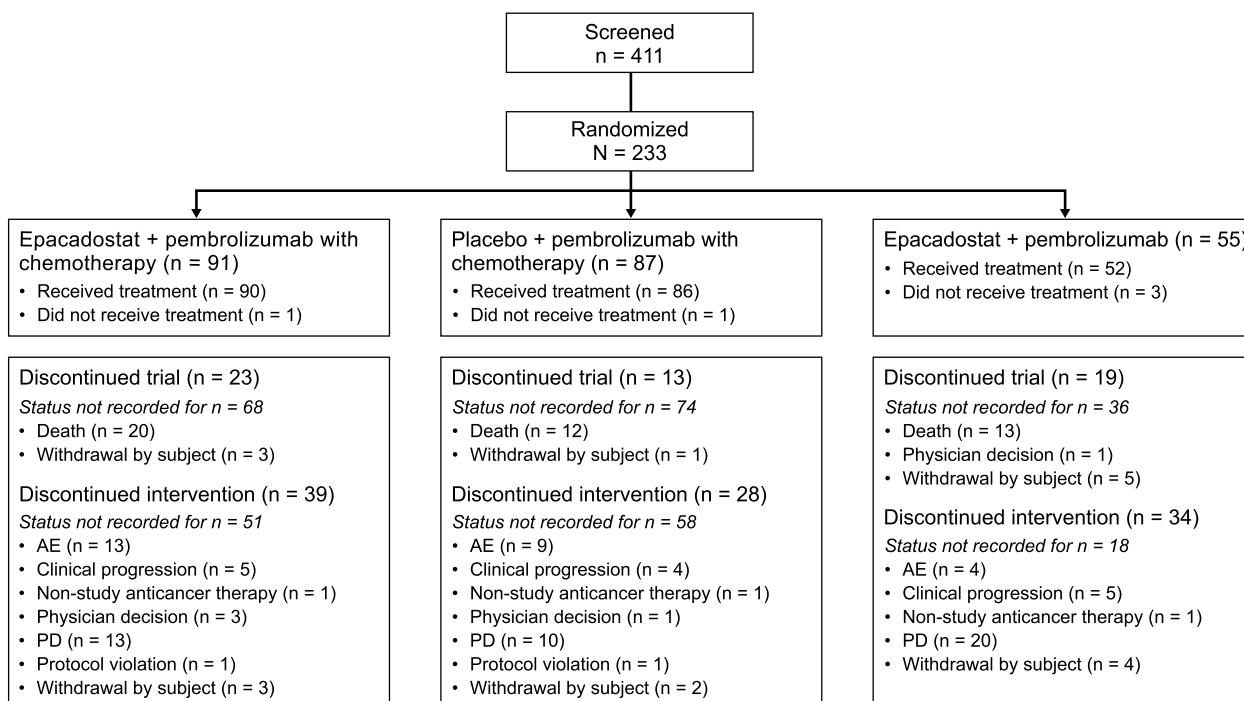 Screened
n = 411
Randomized
N = 233
Epacadostat + pembrolizumab with
chemotherapy (n = 91)
• Received treatment (n = 90)
• Did not receive treatment (n = 1)
Placebo + pembrolizumab with
chemotherapy (n = 87)
• Received treatment (n = 86)
• Did not receive treatment (n = 1)
Epacadostat + pembrolizumab (n = 55)
• Received treatment (n = 52)
• Did not receive treatment (n = 3)
Discontinued trial (n = 23)
Status not recorded for n = 68
• Death (n = 20)
• Withdrawal by subject (n = 3)
Discontinued intervention (n = 39)
Status not recorded for n = 51
• AE (n = 13)
• Clinical progression (n = 5)
• Non-study anticancer therapy (n = 1)
• Physician decision (n = 3)
• PD (n = 13)
• Protocol violation (n = 1)
• Withdrawal by subject (n = 3)
Discontinued trial (n = 13)
Status not recorded for n = 74
• Death (n = 12)
• Withdrawal by subject (n = 1)
Discontinued intervention (n = 28)
Status not recorded for n = 58
• AE (n = 9)
• Clinical progression (n = 4)
• Non-study anticancer therapy (n = 1)
• Physician decision (n = 1)
• PD (n = 10)
• Protocol violation (n = 1)
• Withdrawal by subject (n = 2)
Discontinued trial (n = 19)
Status not recorded for n = 36
• Death (n = 13)
• Physician decision (n = 1)
• Withdrawal by subject (n = 5)
Discontinued intervention (n = 34)
Status not recorded for n = 18
• AE (n = 4)
• Clinical progression (n = 5)
• Non-study anticancer therapy (n = 1)
• PD (n = 20)
• Withdrawal by subject (n = 4)